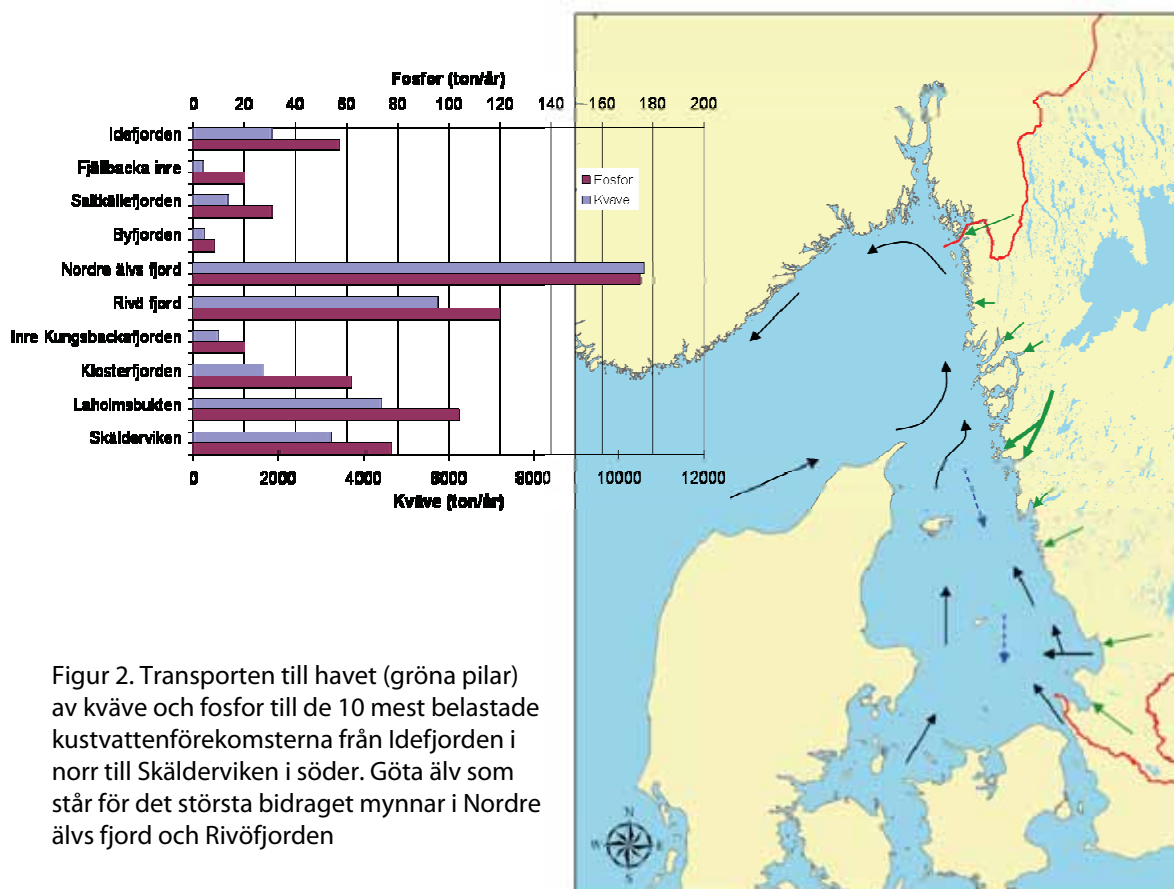 Fosfor (ton/år)
0 20 40 60 80 100 120 140 160 180 200
Idefjorden
Fjällbacka inre
Saltkällefjorden
Byfjorden
Nordre älvs fjord
Rivö fjord
Inre Kungsbackafjorden
Klosterfjorden
Laholmsbukten
Skälderviken
Fosfor
Kväve
0 2000 4000 6000 8000 10000 12000
Kväve (ton/år)
Figur 2. Transporten till havet (gröna pilar)
av kväve och fosfor till de 10 mest belastade
kustvattenförekomsterna från Idefjorden i
norr till Skälderviken i söder. Göta älv som
står för det största bidraget mynnar i Nordre
älvs fjord och Rivöfjorden
N
W E
S